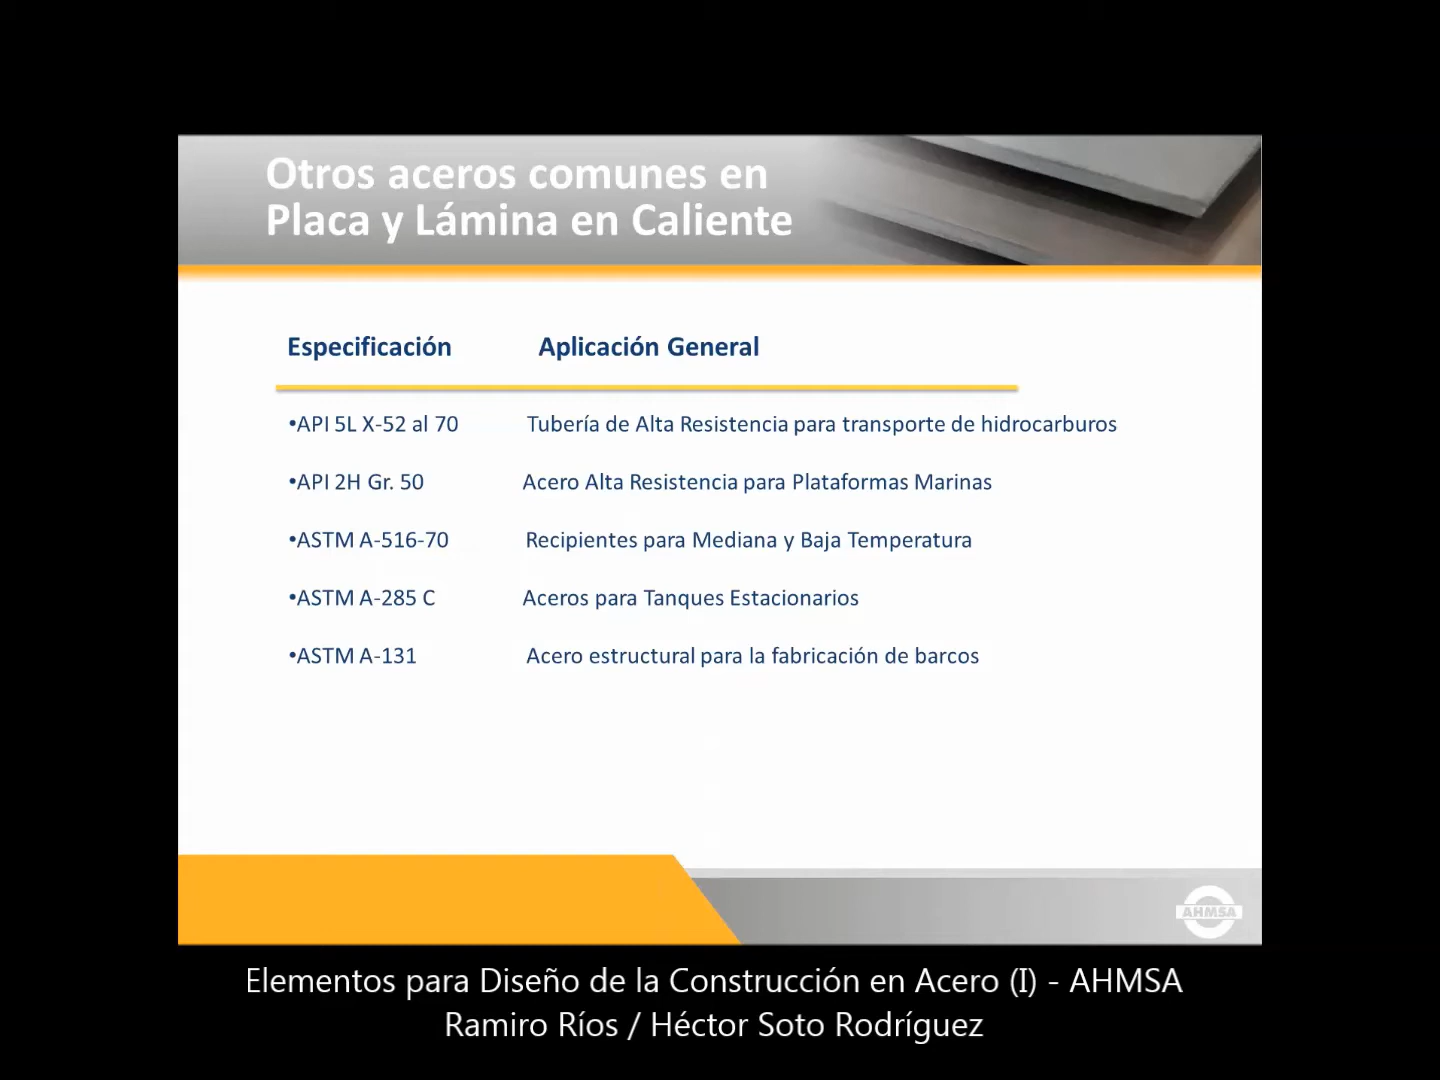 Otros aceros comunes en
Placa y Lámina en Caliente
Especificación Aplicación General
•API 5L X-52 al 70 Tubería de Alta Resistencia para transporte de hidrocarburos
•API 2H Gr. 50 Acero Alta Resistencia para Plataformas Marinas
•ASTM A-516-70 Recipientes para Mediana y Baja Temperatura
•ASTM A-285 C Aceros para Tanques Estacionarios
•ASTM A-131 Acero estructural para la fabricación de barcos
AHMSA
Elementos para Diseño de la Construcción en Acero (I) - AHMSA
Ramiro Ríos / Héctor Soto Rodríguez